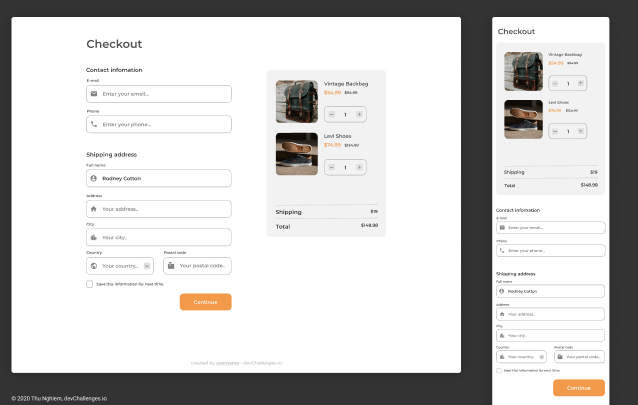 Checkout
Contact infomation
E-mail
Enter your email...
Phone
Enter your phone...
Shipping address
Full name
Rodney Cotton
Address
Your address..
City
Your city..
Country
Postal code
Your country..
Your postal code..
Save this information for next time
Continue
Vintage Backbag
$54.99 $94.99
1
Levi Shoes
$74.99 $124.99
1
Shipping $19
Total $148.98
created by username - devChallenges.io
Checkout
Vintage Backbag
$54.99 $94.99
1
Levi Shoes
$74.99 $124.99
1
Shipping $19
Total $148.98
Contact infomation
E-mail
Enter your email...
Phone
Enter your phone...
Shipping address
Full name
Rodney Cotton
Address
Your address..
City
Your city..
Country
Postal code
Your country..
Your postal code..
Save this information for next time
Continue
© 2020 Thu Nghiem, devChallenges.io